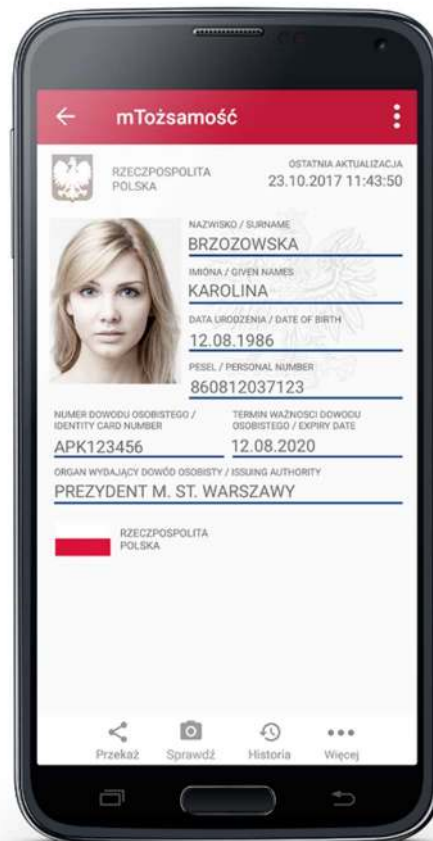 mTożsamość
RZECZPOSPOLITA
POLSKA
OSTATNIA AKTUALIZACJA
23.10.2017 11:43:50
NAZWISKO / SURNAME
BRZOZOWSKA
IMIONA / GIVEN NAMES
KAROLINA
DATA URODZENIA / DATE OF BIRTH
12.08.1986
PESEL / PERSONAL NUMBER
860812037123
NUMER DOWODU OSOBISTEGO /
IDENTITY CARD NUMBER
APK123456
TERMIN WAŻNOŚCI DOWODU
OSOBISTEGO / EXPIRY DATE
12.08.2020
ORGAN WYDAJĄCY DOWÓD OSOBISTY / ISSUING AUTHORITY
PREZYDENT M. ST. WARSZAWY
RZECZPOSPOLITA
POLSKA
Przekaż Sprawdź Historia Więcej